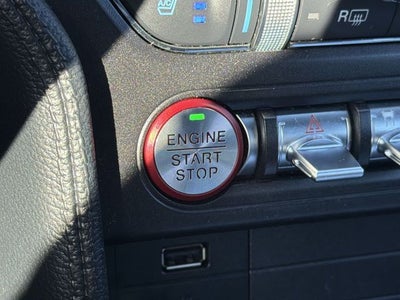 A/C
R
ENGINE
START
STOP